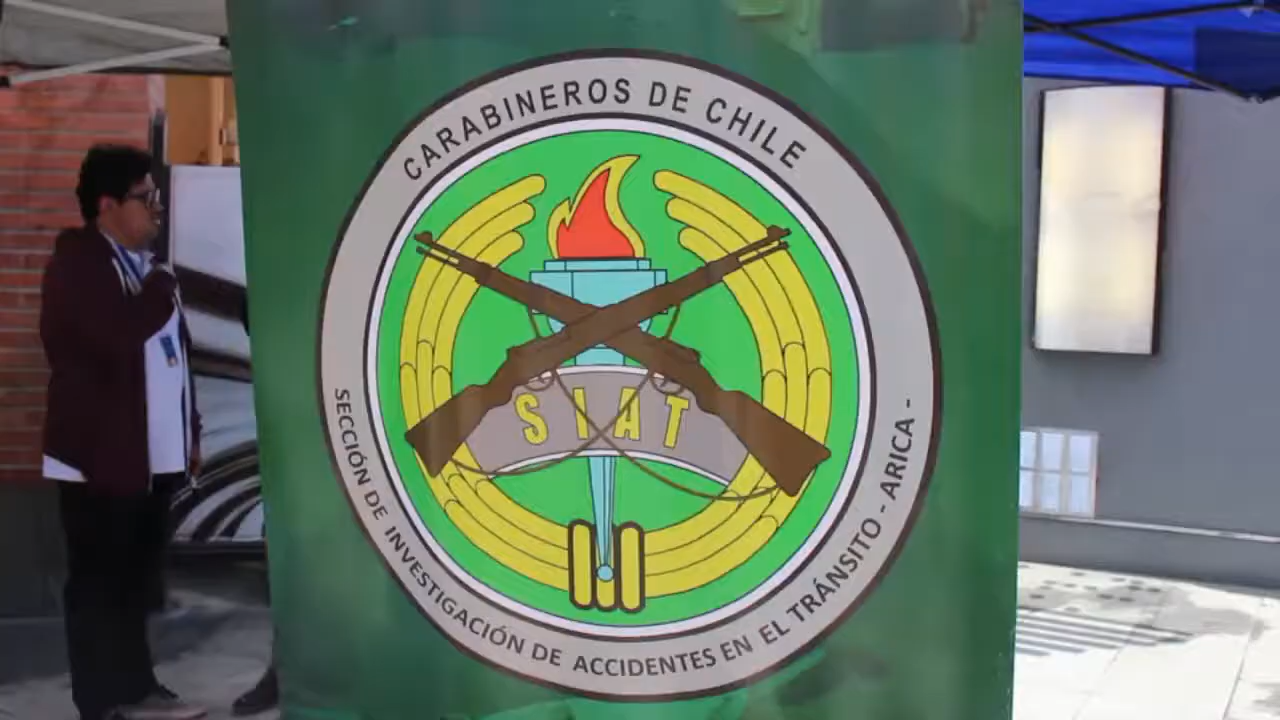 CARABINEROS DE CHILE
SIAT
SECCIÓN DE INVESTIGACIÓN DE ACCIDENTES EN EL TRÁNSITO - ARICA -